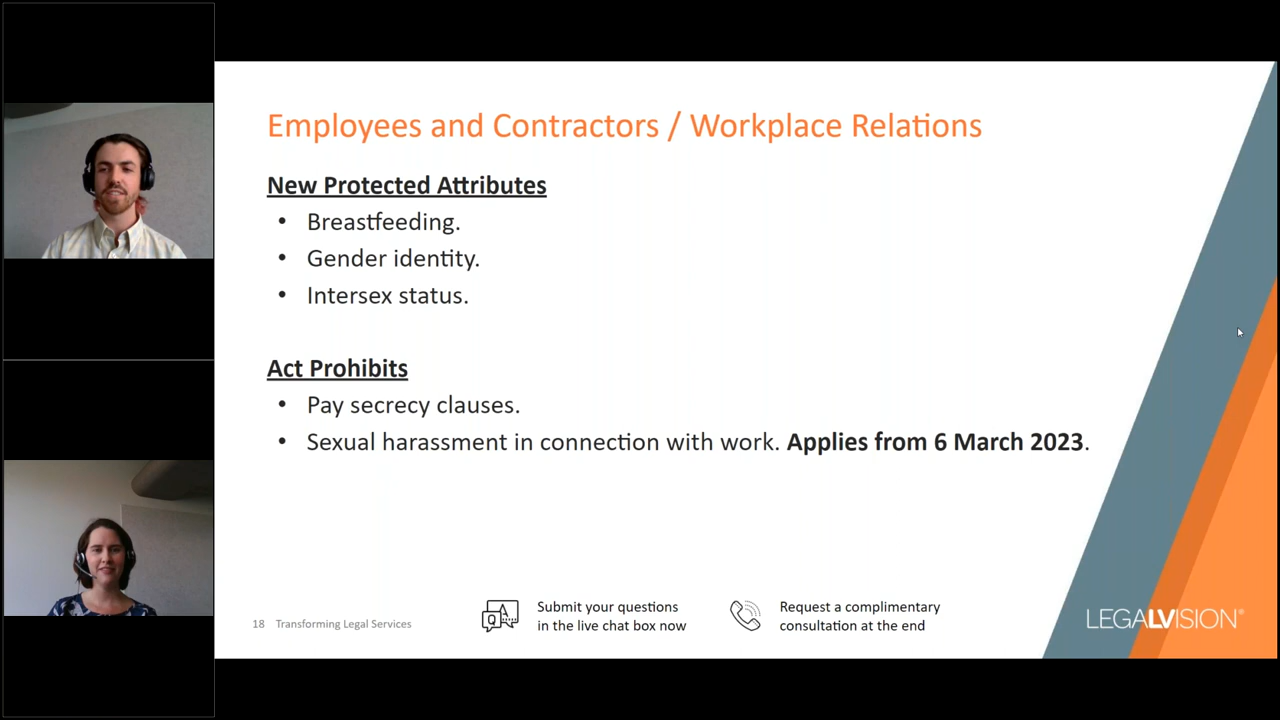 Employees and Contractors / Workplace Relations
New Protected Attributes
• Breastfeeding.
• Gender identity.
• Intersex status.
Act Prohibits
• Pay secrecy clauses.
• Sexual harassment in connection with work. Applies from 6 March 2023.
18 Transforming Legal Services
Q A
Submit your questions
in the live chat box now
Request a complimentary
consultation at the end
LEGALVISION®